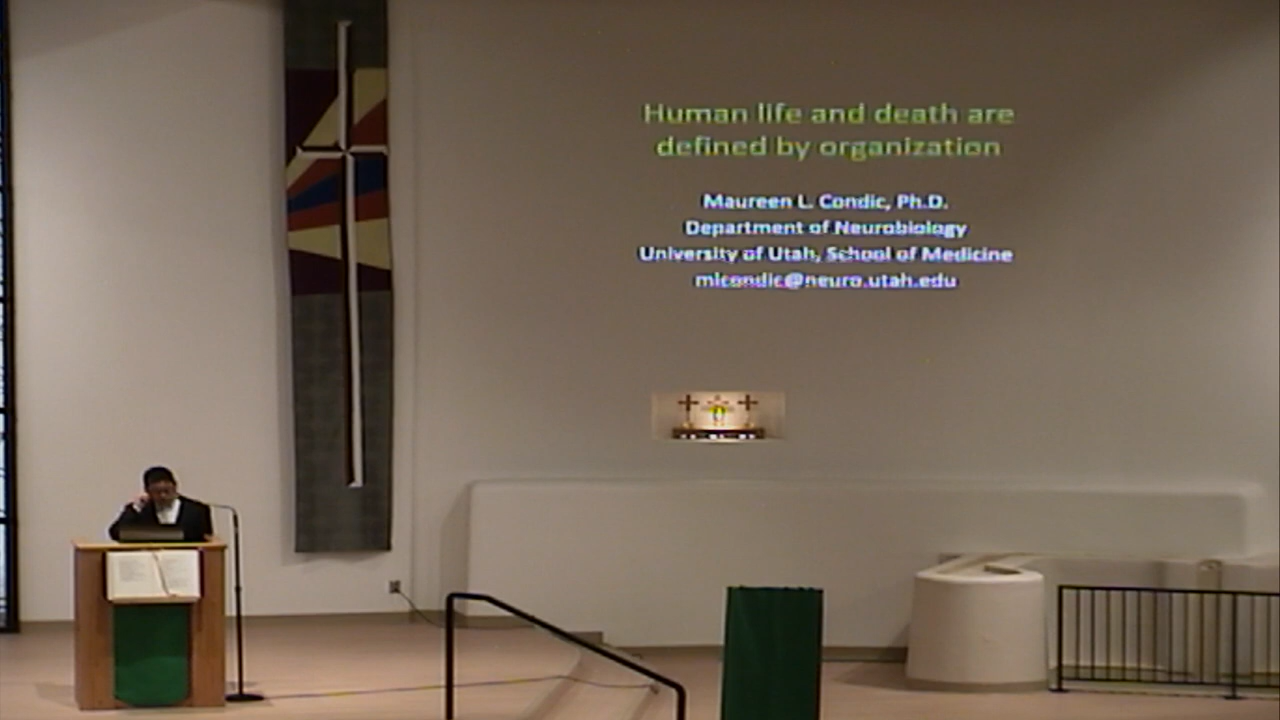 Human life and death are
defined by organization
Maureen L. Condic, Ph.D.
Department of Neurobiology
University of Utah, School of Medicine
mlcondic@neuro.utah.edu